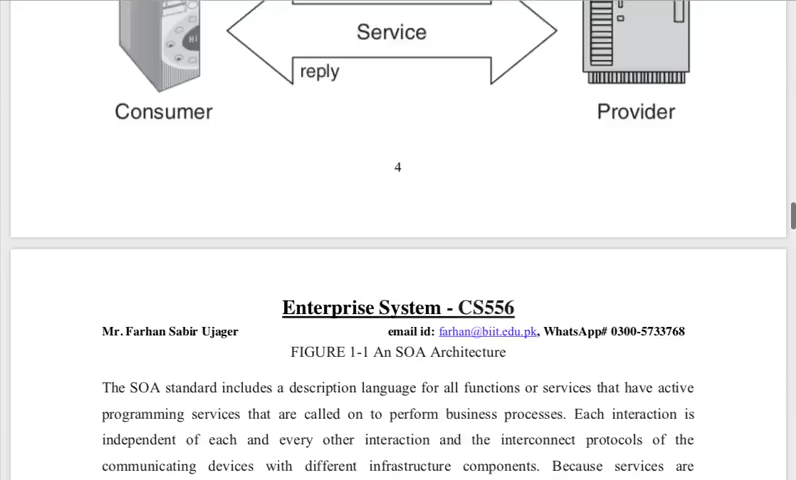 Service
reply
Consumer
Provider
4
Enterprise System - CS556
Mr. Farhan Sabir Ujager email id: farhan@biit.edu.pk, WhatsApp# 0300-5733768
FIGURE 1-1 An SOA Architecture
The SOA standard includes a description language for all functions or services that have active
programming services that are called on to perform business processes. Each interaction is
independent of each and every other interaction and the interconnect protocols of the
communicating devices with different infrastructure components. Because services are